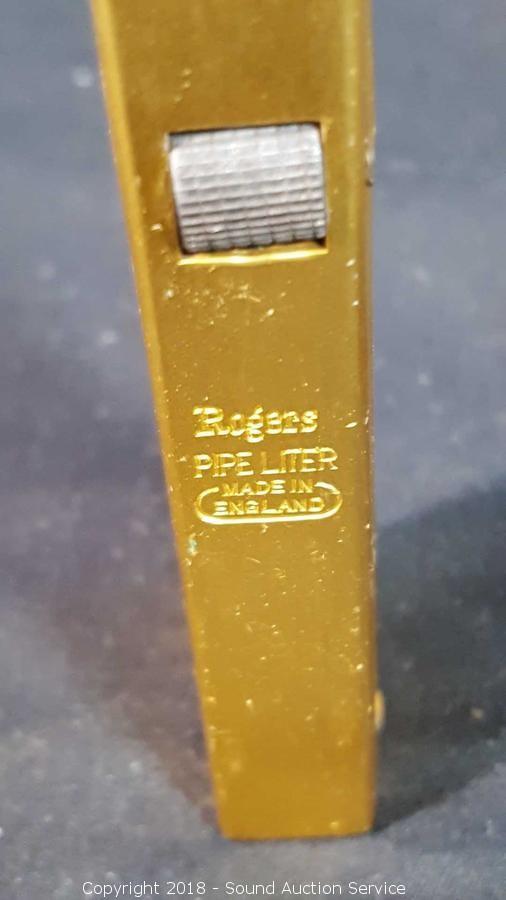 Rogers
PIPE LITER
MADE IN
ENGLAND
Copyright 2018 - Sound Auction Service